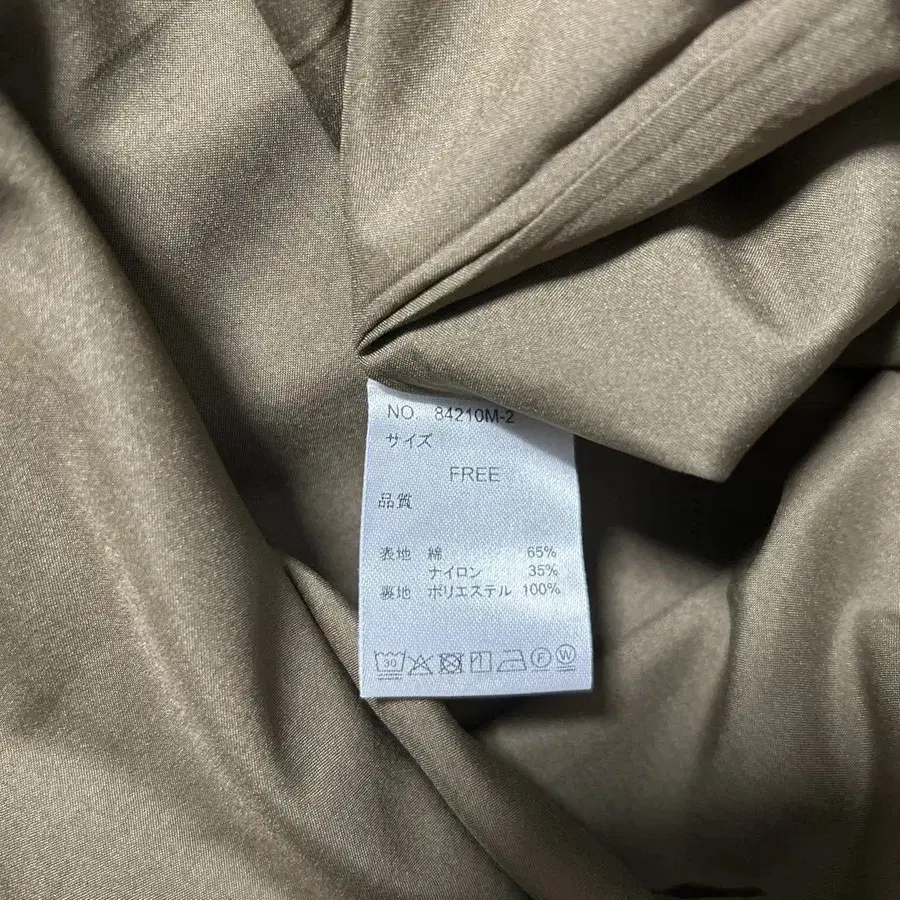 NO. 84210M-2
サイズ
FREE
品質
表地 綿 65%
ナイロン 35%
裏地 ポリエステル 100%
30 F W